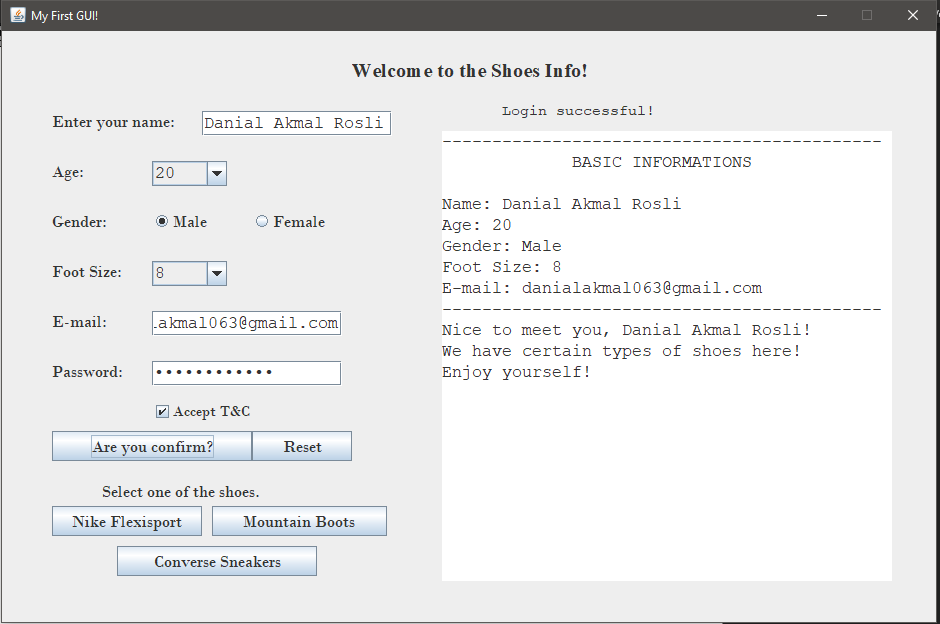 My First GUI!
Welcome to the Shoes Info!
Enter your name: Danial Akmal Rosli
Age: 20
Gender: Male Female
Foot Size: 8
E-mail: .akmal063@gmail.com
Password: ••••••••••••
Accept T&C
Are you confirm? Reset
Select one of the shoes.
Nike Flexisport Mountain Boots
Converse Sneakers
Login successful!
--------------------------------------------
BASIC INFORMATIONS
Name: Danial Akmal Rosli
Age: 20
Gender: Male
Foot Size: 8
E-mail: danialakmal063@gmail.com
--------------------------------------------
Nice to meet you, Danial Akmal Rosli!
We have certain types of shoes here!
Enjoy yourself!